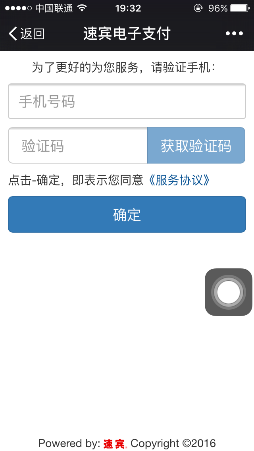 中国联通 19:32 96%
返回 速宾电子支付
为了更好的为您服务，请验证手机：
手机号码
验证码 获取验证码
点击-确定，即表示您同意《服务协议》
确定
Powered by: 速宾. Copyright ©2016